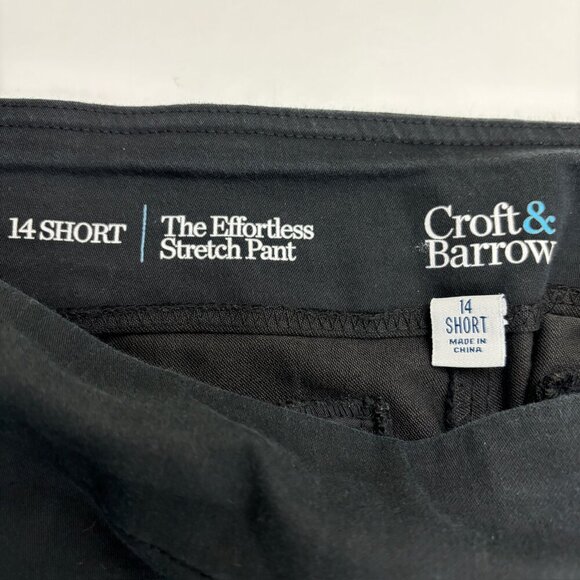 14 SHORT
The Effortless
Stretch Pant
Croft&
Barrow
14
SHORT
MADE IN
CHINA